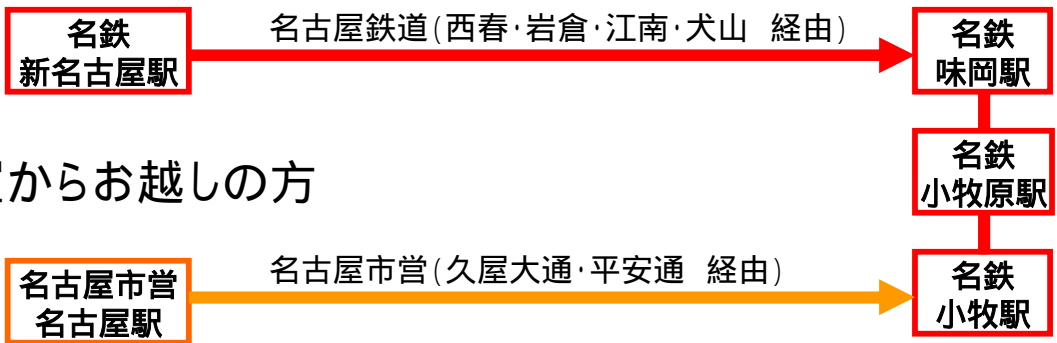 名鉄
新名古屋駅
名古屋鉄道(西春·岩倉·江南·犬山 経由)
名鉄
味岡駅
名鉄
小牧原駅
からお越しの方
名古屋市営
名古屋駅
名古屋市営(久屋大通·平安通 経由)
名鉄
小牧駅